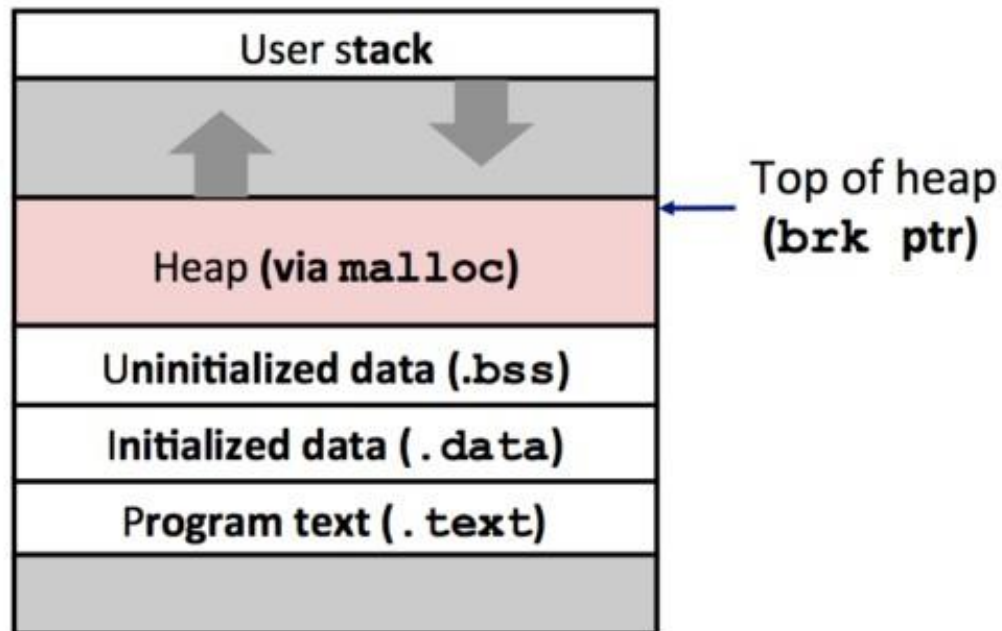 User stack
Top of heap
(brk ptr)
Heap (via malloc)
Uninitialized data (.bss)
Initialized data (.data)
Program text (.text)